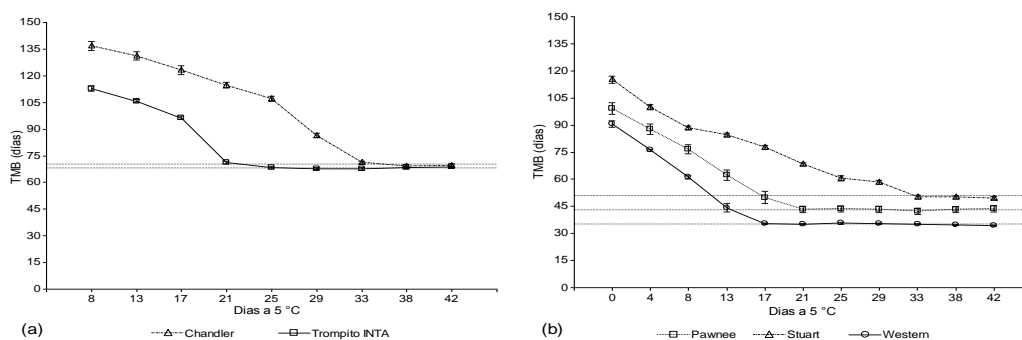 150
135
120
105
90
75
60
45
30
15
0
TMB (días)
8 13 17 21 25 29 33 38 42
Dias a 5 °C
(a)
Chandler Trompito INTA
150
135
120
105
90
75
60
45
30
15
0
TMB (días)
0 4 8 13 17 21 25 29 33 38 42
Dias a 5 °C
(b)
Pawnee Stuart Western